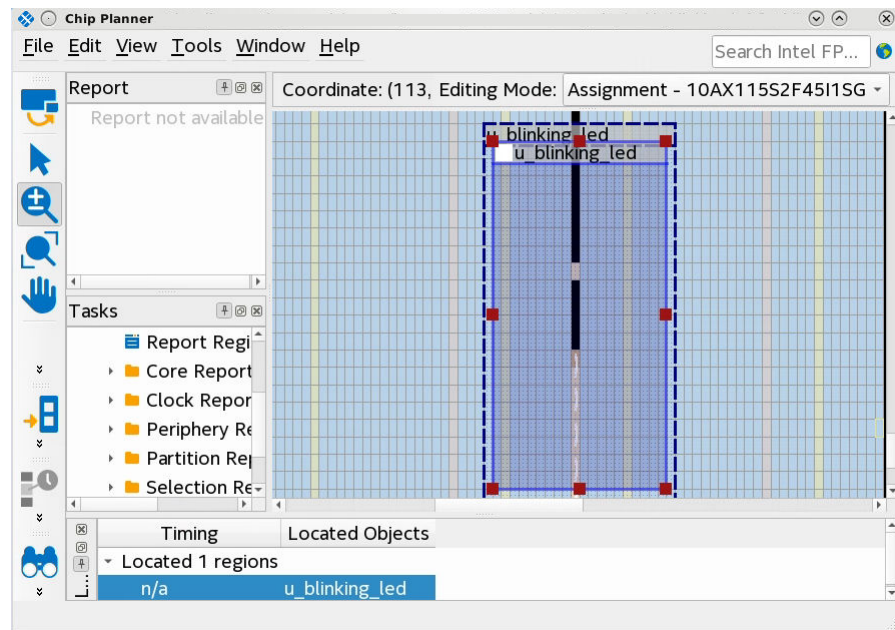 Chip Planner
File Edit View Tools Window Help
Search Intel FP...
Report
Report not available
Coordinate: (113, Editing Mode: Assignment - 10AX115S2F45I1SG
u_blinking_led
u_blinking_led
Tasks
Report Regi
Core Report
Clock Repor
Periphery Re
Partition Rep
Selection Re
Timing Located Objects
Located 1 regions
n/a u_blinking_led
L...